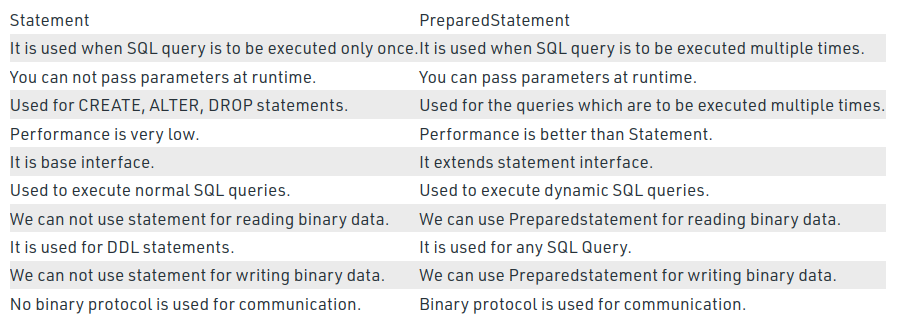 Statement PreparedStatement
It is used when SQL query is to be executed only once. It is used when SQL query is to be executed multiple times.
You can not pass parameters at runtime. You can pass parameters at runtime.
Used for CREATE, ALTER, DROP statements. Used for the queries which are to be executed multiple times.
Performance is very low. Performance is better than Statement.
It is base interface. It extends statement interface.
Used to execute normal SQL queries. Used to execute dynamic SQL queries.
We can not use statement for reading binary data. We can use Preparedstatement for reading binary data.
It is used for DDL statements. It is used for any SQL Query.
We can not use statement for writing binary data. We can use Preparedstatement for writing binary data.
No binary protocol is used for communication. Binary protocol is used for communication.